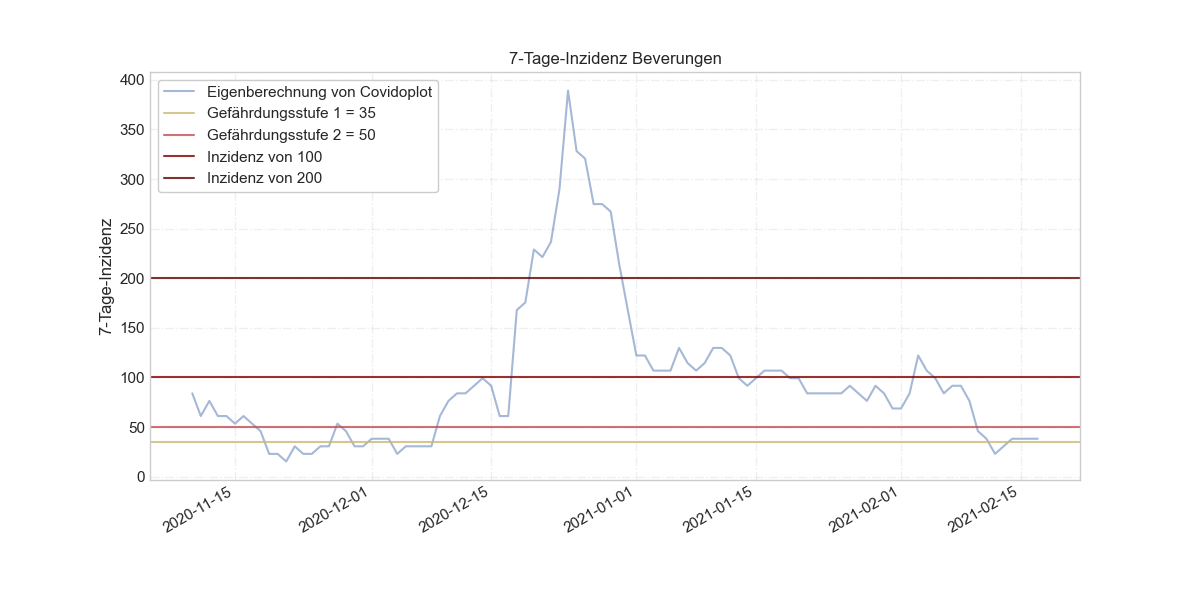 7-Tage-Inzidenz Beverungen
Eigenberechnung von Covidoplot
Gefährdungsstufe 1 = 35
Gefährdungsstufe 2 = 50
Inzidenz von 100
Inzidenz von 200
7-Tage-Inzidenz
400
350
300
250
200
150
100
50
0
2020-11-15
2020-12-01
2020-12-15
2021-01-01
2021-01-15
2021-02-01
2021-02-15